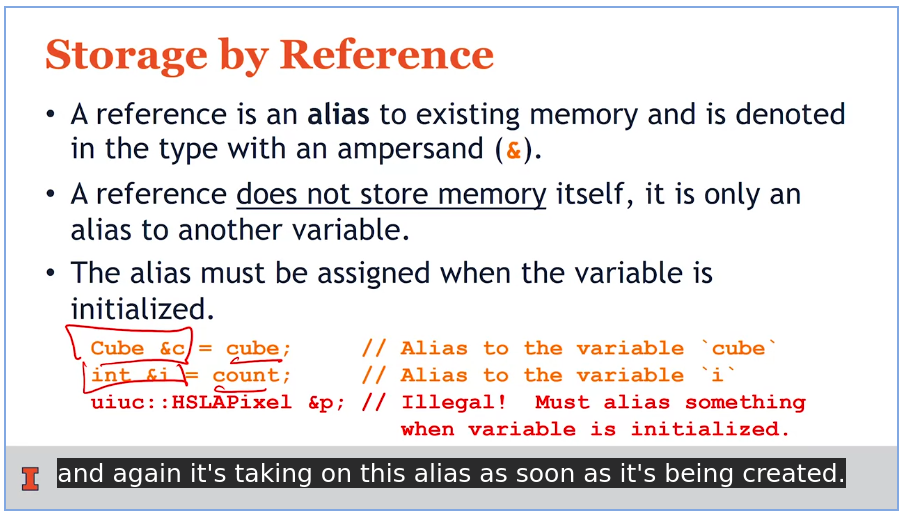 Storage by Reference
• A reference is an alias to existing memory and is denoted
in the type with an ampersand (&).
• A reference does not store memory itself, it is only an
alias to another variable.
• The alias must be assigned when the variable is
initialized.
Cube &c = cube; // Alias to the variable `cube`
int &i = count; // Alias to the variable `i`
uiuc::HSLAPixel &p; // Illegal! Must alias something
when variable is initialized.
I
and again it's taking on this alias as soon as it's being created.